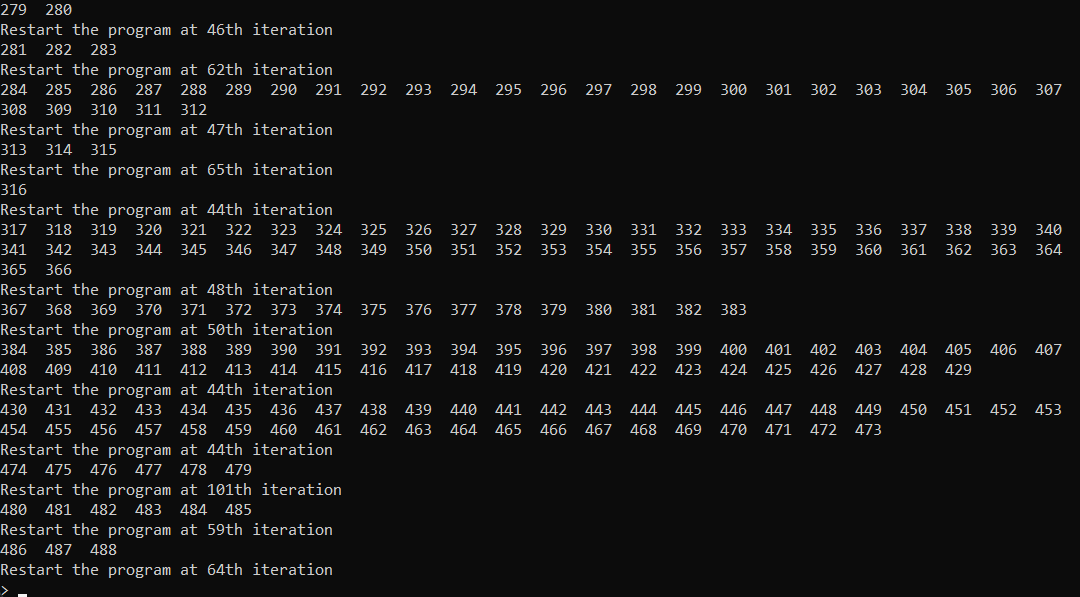 279  280
Restart the program at 46th iteration
281  282  283
Restart the program at 62th iteration
284  285  286  287  288  289  290  291  292  293  294  295  296  297  298  299  300  301  302  303  304  305  306  307
308  309  310  311  312
Restart the program at 47th iteration
313  314  315
Restart the program at 65th iteration
316
Restart the program at 44th iteration
317  318  319  320  321  322  323  324  325  326  327  328  329  330  331  332  333  334  335  336  337  338  339  340
341  342  343  344  345  346  347  348  349  350  351  352  353  354  355  356  357  358  359  360  361  362  363  364
365  366
Restart the program at 48th iteration
367  368  369  370  371  372  373  374  375  376  377  378  379  380  381  382  383
Restart the program at 50th iteration
384  385  386  387  388  389  390  391  392  393  394  395  396  397  398  399  400  401  402  403  404  405  406  407
408  409  410  411  412  413  414  415  416  417  418  419  420  421  422  423  424  425  426  427  428  429
Restart the program at 44th iteration
430  431  432  433  434  435  436  437  438  439  440  441  442  443  444  445  446  447  448  449  450  451  452  453
454  455  456  457  458  459  460  461  462  463  464  465  466  467  468  469  470  471  472  473
Restart the program at 44th iteration
474  475  476  477  478  479
Restart the program at 101th iteration
480  481  482  483  484  485
Restart the program at 59th iteration
486  487  488
Restart the program at 64th iteration
> _